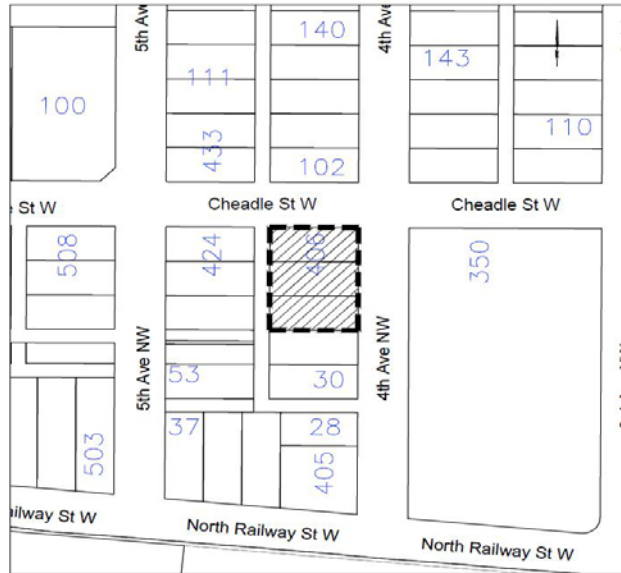 5th Ave
140
4th Ave
143
111
100
110
433
102
St W
Cheadle St W
Cheadle St W
508
424
406
350
5th Ave NW
4th Ave NW
53
30
37
28
503
405
ilway St W
North Railway St W
North Railway St W